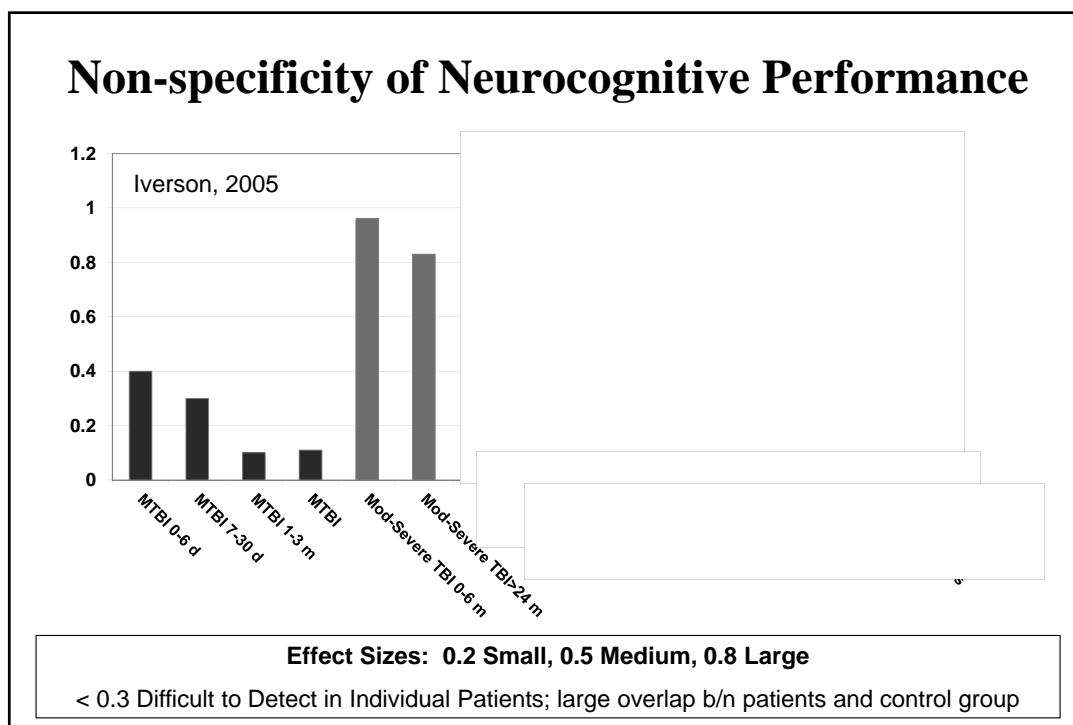 Non-specificity of Neurocognitive Performance
Iverson, 2005
1.2
1
0.8
0.6
0.4
0.2
0
MTBI 0-6 d
MTBI 7-30 d
MTBI 1-3 m
MTBI
Mod-Severe TBI 0-6 m
Mod-Severe TBI>24 m
s
Effect Sizes: 0.2 Small, 0.5 Medium, 0.8 Large
< 0.3 Difficult to Detect in Individual Patients; large overlap b/n patients and control group